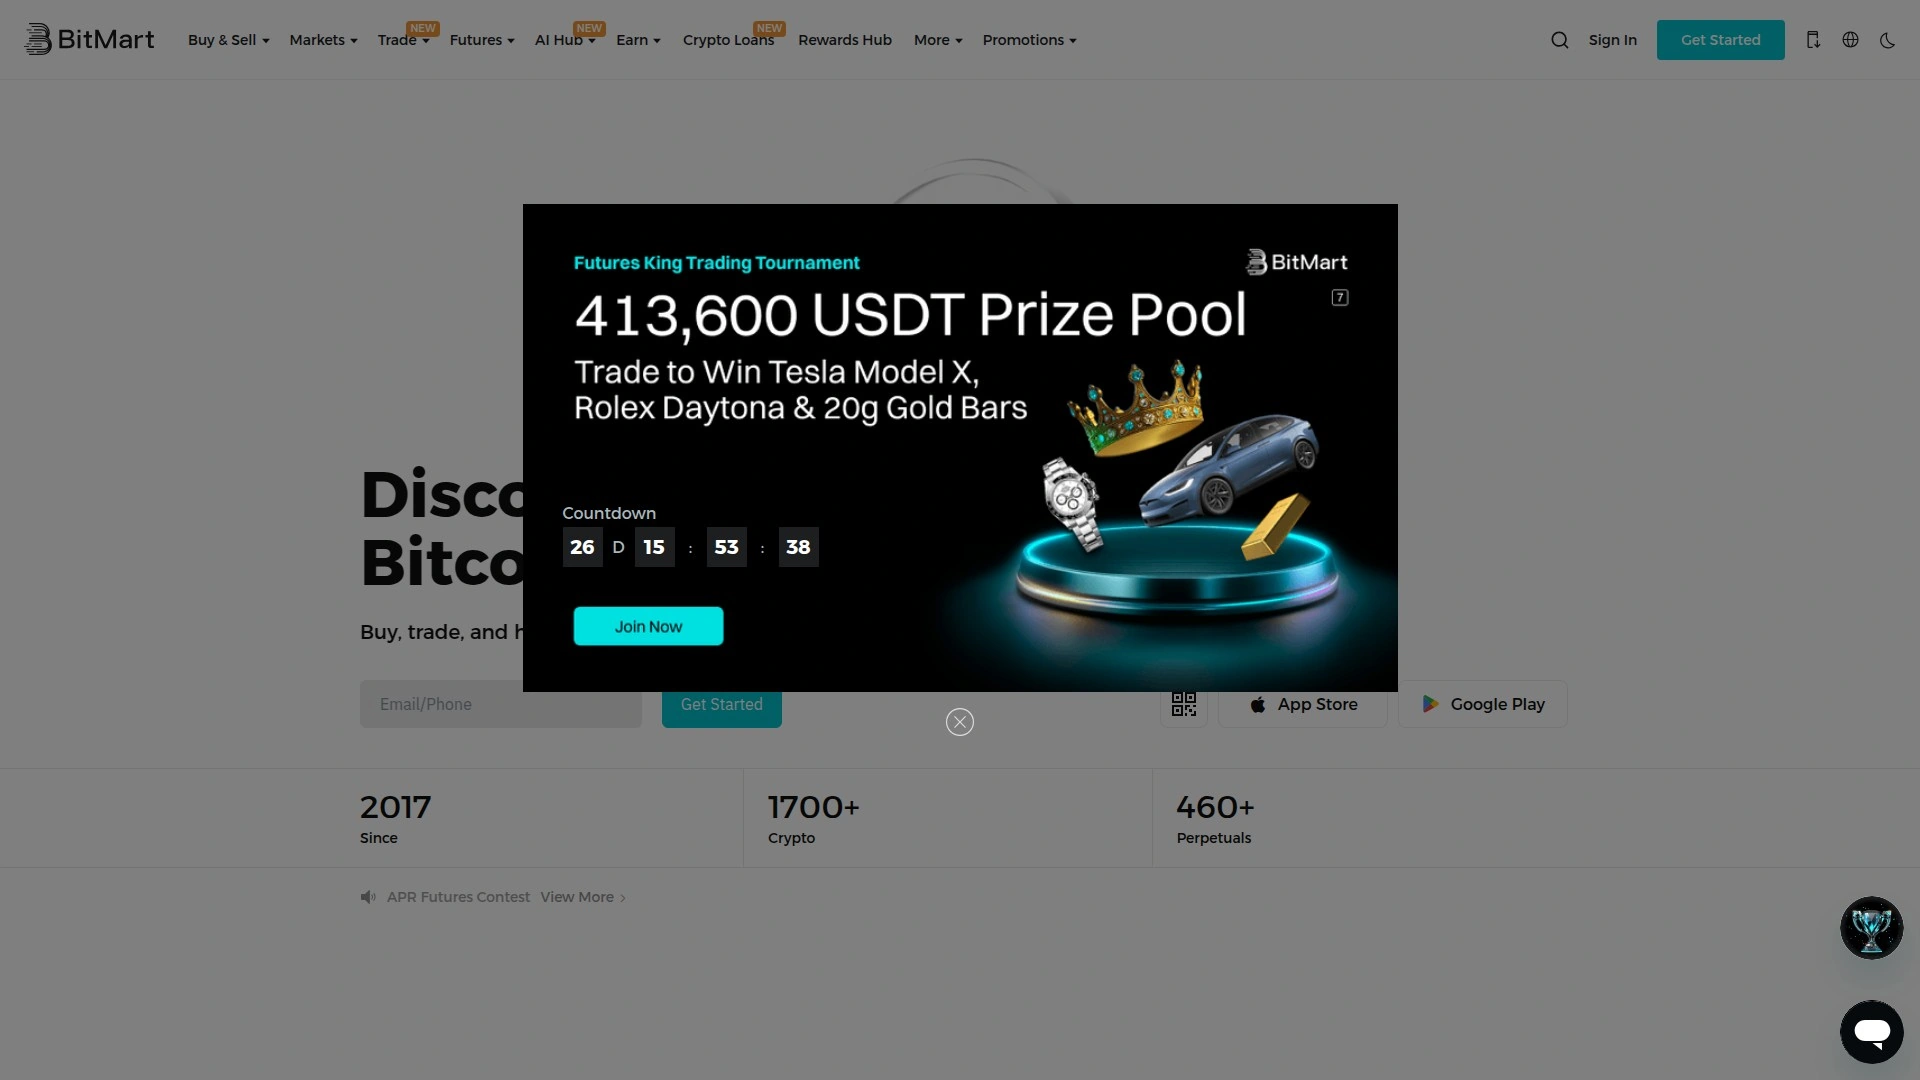 BitMart
Buy & Sell
Markets
Trade
NEW
Futures
AI Hub
NEW
Earn
Crypto Loans
NEW
Rewards Hub
More
Promotions
Sign In
Get Started
Futures King Trading Tournament
BitMart
7
413,600 USDT Prize Pool
Trade to Win Tesla Model X,
Rolex Daytona & 20g Gold Bars
Countdown
26 D 15 : 53 : 38
Join Now
Disco
Bitco
Buy, trade, and h
Email/Phone
Get Started
App Store
Google Play
2017
Since
1700+
Crypto
460+
Perpetuals
APR Futures Contest View More